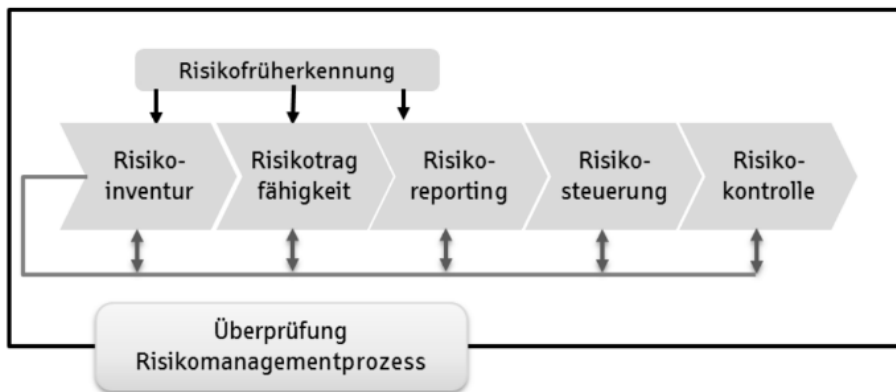 Risikofrüherkennung
Risiko-
inventur
Risikotrag
fähigkeit
Risiko-
reporting
Risiko-
steuerung
Risiko-
kontrolle
Überprüfung
Risikomanagementprozess